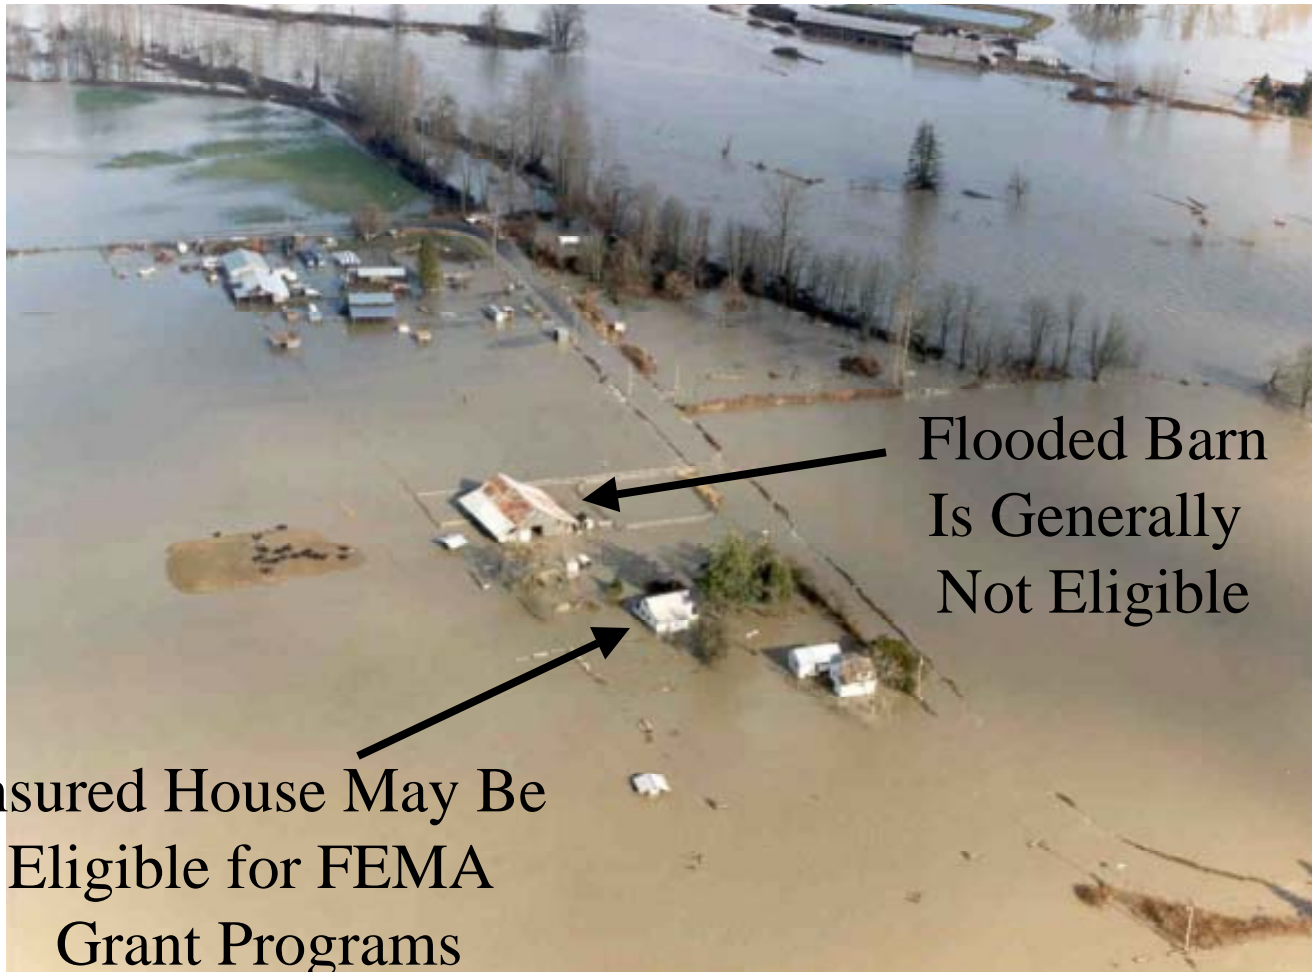 Flooded Barn
Is Generally
Not Eligible
nsured House May Be
Eligible for FEMA
Grant Programs